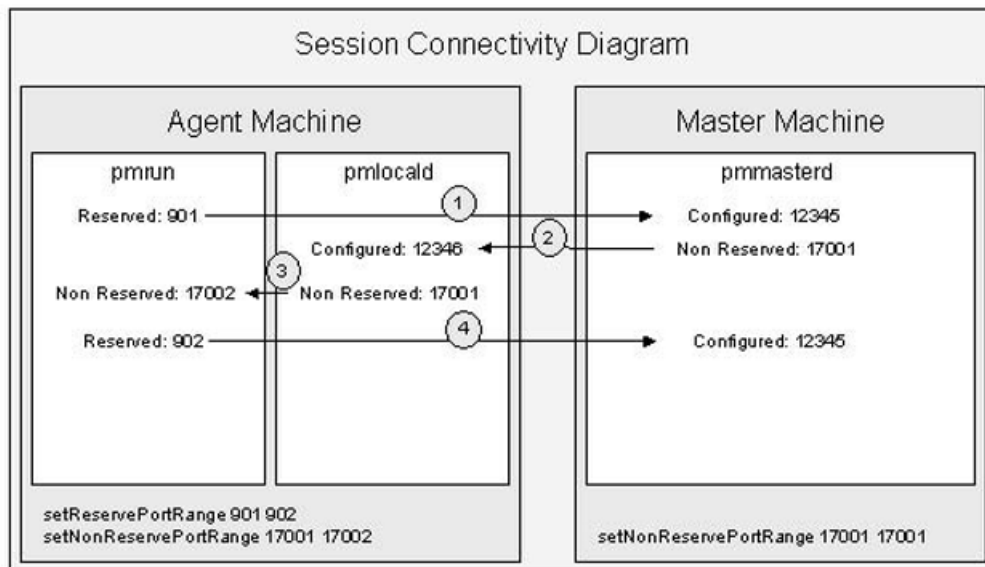 Session Connectivity Diagram
Agent Machine
Master Machine
pmrun
pmlocald
pmmasterd
Reserved: 901
1
Configured: 12345
Configured: 12346
2
Non Reserved: 17001
3
Non Reserved: 17002
Non Reserved: 17001
Reserved: 902
4
Configured: 12345
setReservePortRange 901 902
setNonReservePortRange 17001 17002
setNonReservePortRange 17001 17001